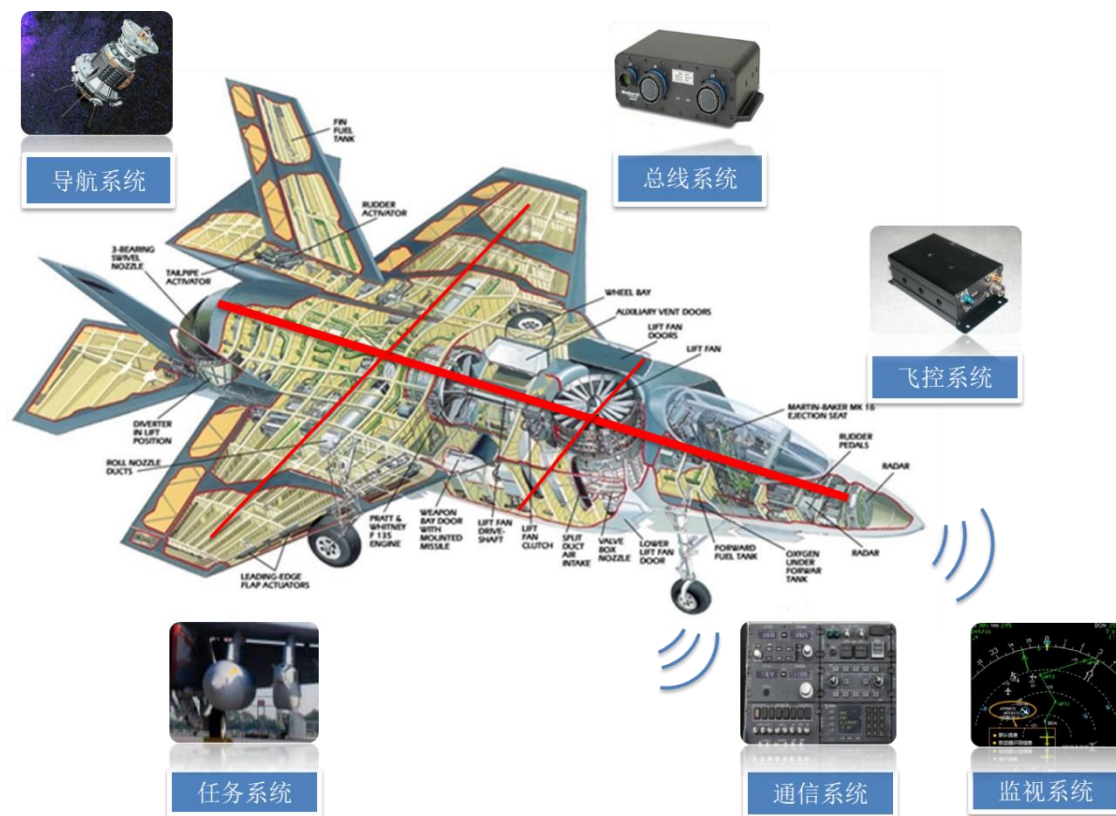 导航系统
总线系统
飞控系统
FIN
FUEL
TANK
RUDDER
ACTIVATOR
3-BEARING
SWIVEL
NOZZLE
TAILPIPE
ACTIVATOR
WHEEL BAY
AUXILIARY VENT DOORS
LIFT FAN
DOORS
LIFT FAN
MARTIN-BAKER MK 16
EJECTION SEAT
RUDDER
PEDALS
RADAR
DIVERTER
IN LIFT
POSITION
ROLL NOZZLE
DUCTS
LEADING-EDGE
FLAP ACTUATORS
PRATT &
WHITNEY
F 135
ENGINE
WEAPON
BAY DOOR
WITH
MOUNTED
MISSILE
LIFT FAN
DRIVE-
SHAFT
LIFT
FAN
CLUTCH
SPLIT
DUCT
AIR
INTAKE
VALVE
BOX
NOZZLE
LOWER
LIFT FAN
DOOR
FORWARD
FUEL TANK
OXYGEN
UNDER
FORWAR
TANK
RADAR
任务系统
通信系统
监视系统